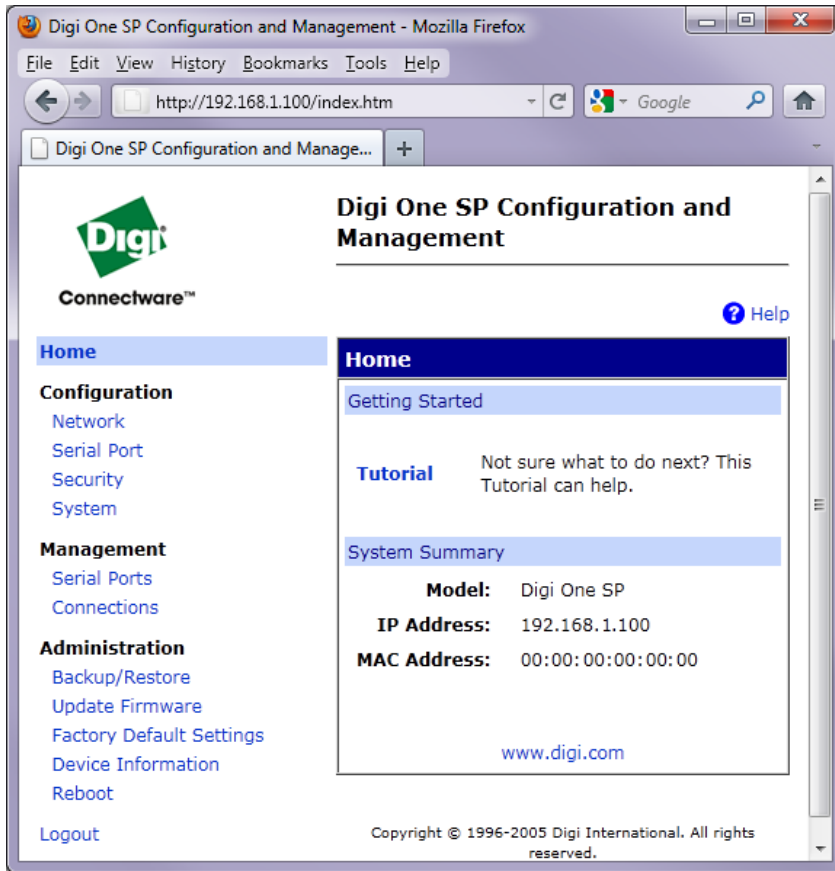 Digi One SP Configuration and Management - Mozilla Firefox
File Edit View History Bookmarks Tools Help
http://192.168.1.100/index.htm
Google
Digi One SP Configuration and Manage...
Digi
Connectware™
Digi One SP Configuration and
Management
Help
Home
Configuration
Network
Serial Port
Security
System
Management
Serial Ports
Connections
Administration
Backup/Restore
Update Firmware
Factory Default Settings
Device Information
Reboot
Logout
Home
Getting Started
Tutorial
Not sure what to do next? This
Tutorial can help.
System Summary
Model: Digi One SP
IP Address: 192.168.1.100
MAC Address: 00:00:00:00:00:00
www.digi.com
Copyright © 1996-2005 Digi International. All rights
reserved.